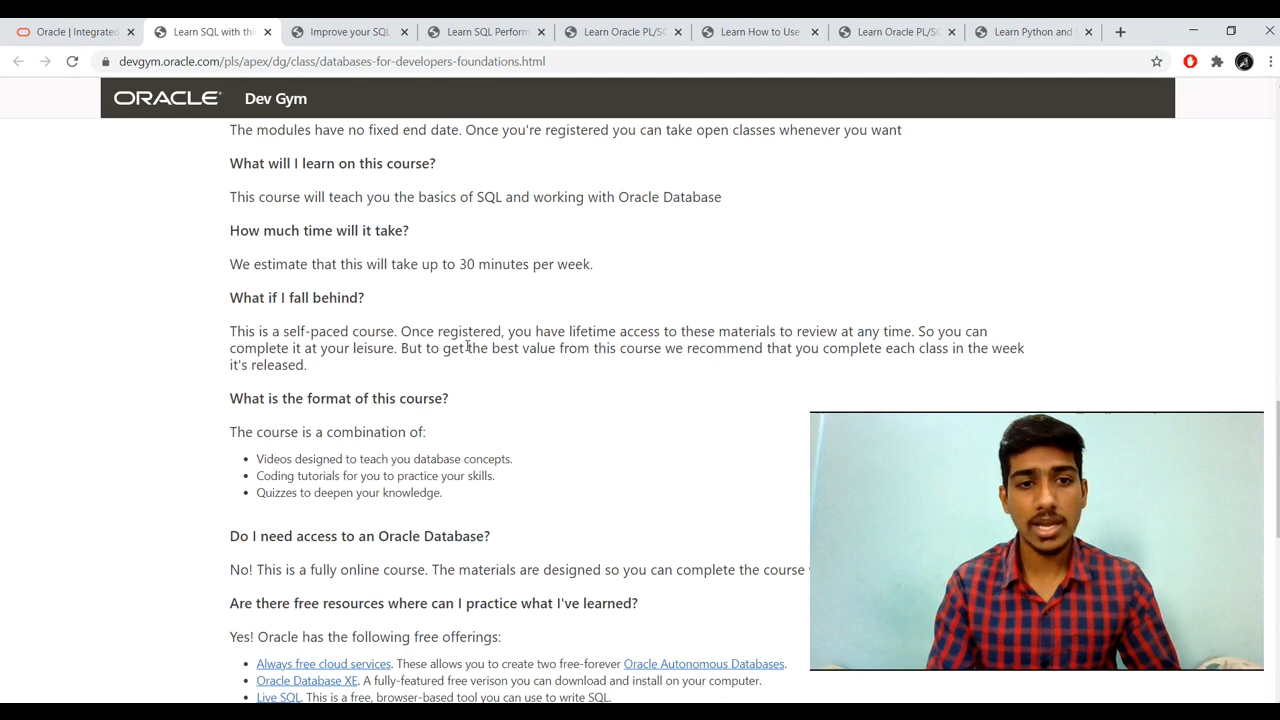 Oracle | Integrated
Learn SQL with this
Improve your SQL
Learn SQL Perform
Learn Oracle PL/SQ
Learn How to Use
Learn Oracle PL/SQ
Learn Python and
devgym.oracle.com/pls/apex/dg/class/databases-for-developers-foundations.html
ORACLE Dev Gym
The modules have no fixed end date. Once you're registered you can take open classes whenever you want
What will I learn on this course?
This course will teach you the basics of SQL and working with Oracle Database
How much time will it take?
We estimate that this will take up to 30 minutes per week.
What if I fall behind?
This is a self-paced course. Once registered, you have lifetime access to these materials to review at any time. So you can
complete it at your leisure. But to get the best value from this course we recommend that you complete each class in the week
it's released.
What is the format of this course?
The course is a combination of:
• Videos designed to teach you database concepts.
• Coding tutorials for you to practice your skills.
• Quizzes to deepen your knowledge.
Do I need access to an Oracle Database?
No! This is a fully online course. The materials are designed so you can complete the course
Are there free resources where can I practice what I've learned?
Yes! Oracle has the following free offerings:
• Always free cloud services. These allows you to create two free-forever Oracle Autonomous Databases.
• Oracle Database XE. A fully-featured free verison you can download and install on your computer.
• Live SQL. This is a free, browser-based tool you can use to write SQL.